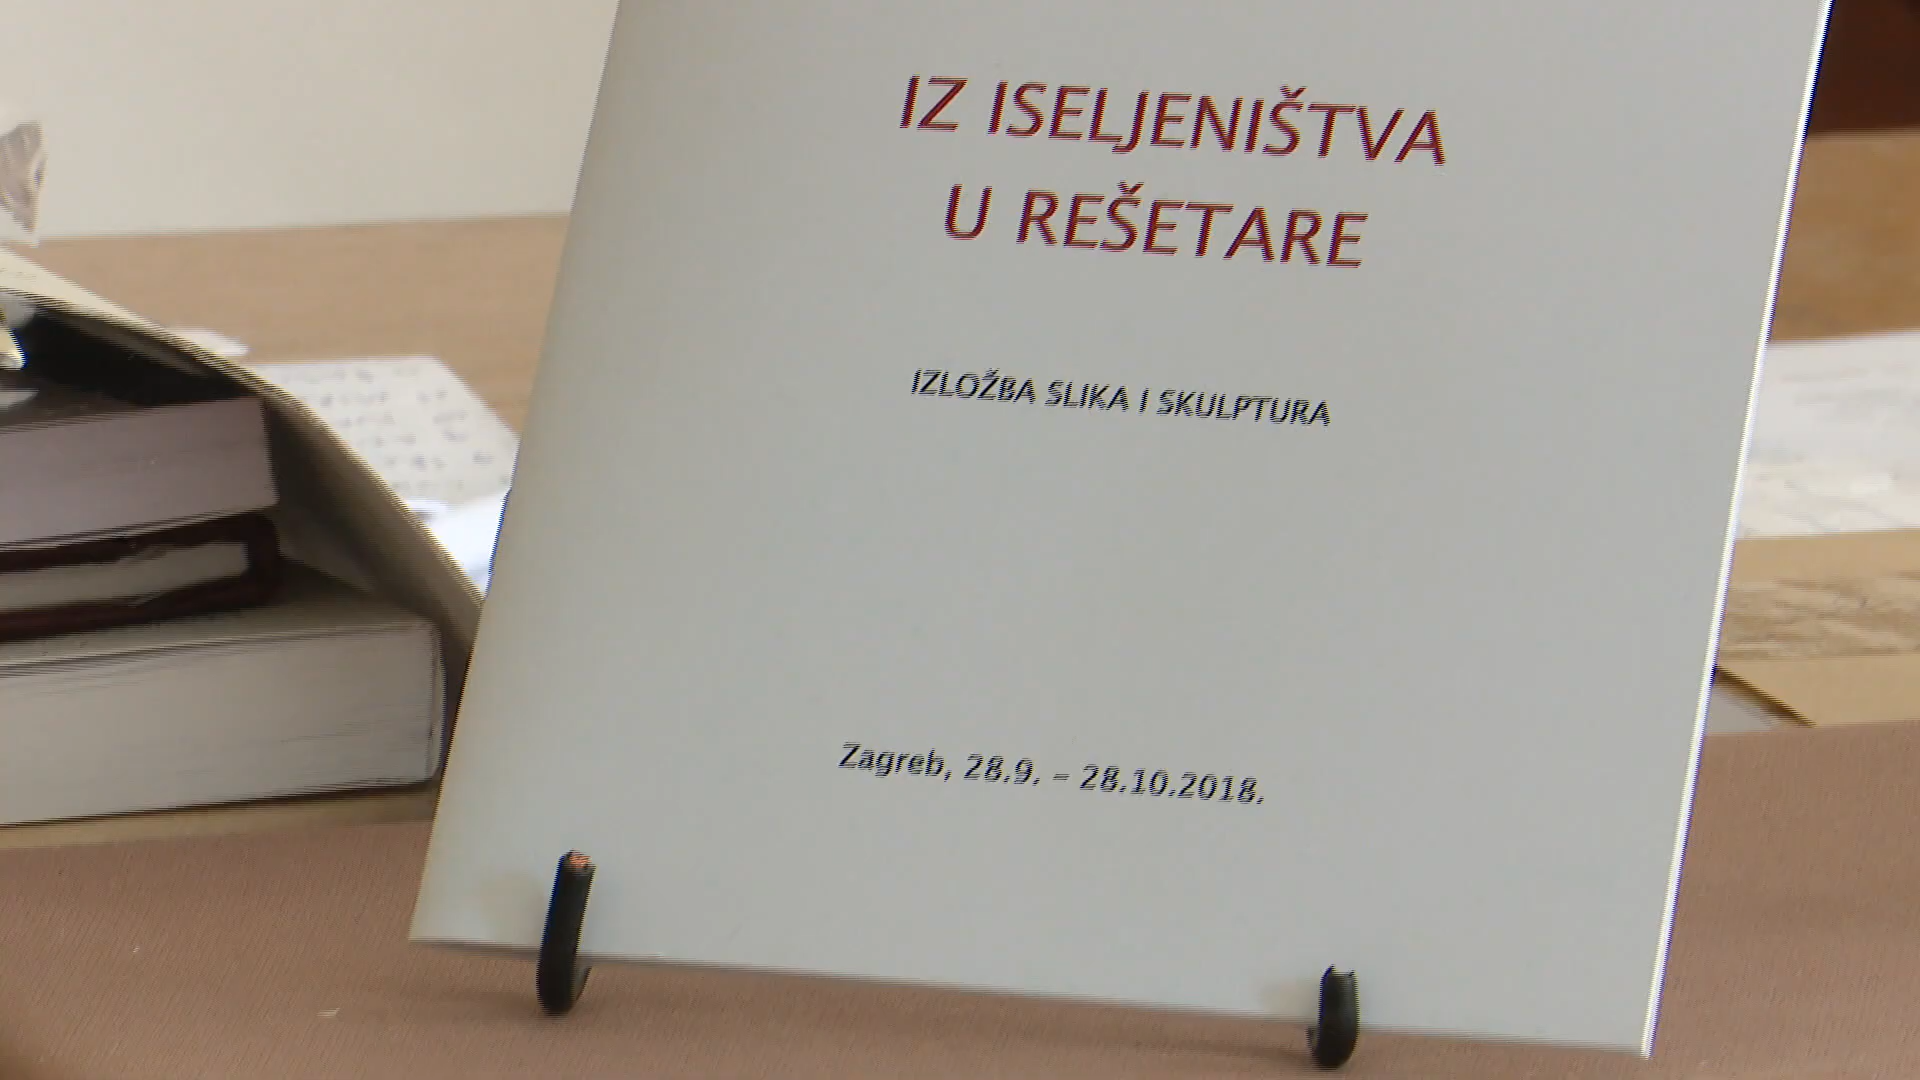 IZ ISELJENIŠTVA
U REŠETARE
IZLOŽBA SLIKA I SKULPTURA
Zagreb, 28.9. – 28.10.2018.